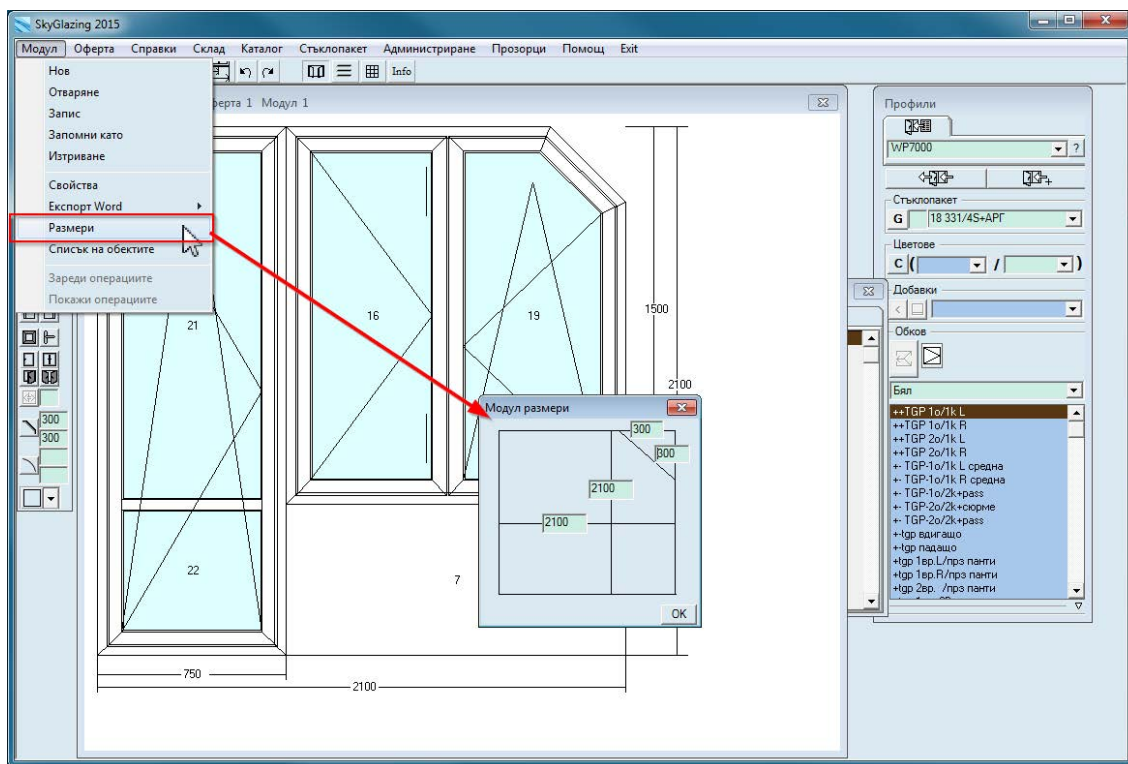 SkyGlazing 2015
Модул Оферта Справки Склад Каталог Стъклопакет Администриране Прозорци Помощ Exit
Info
Нов
Отваряне
Запис
Запомни като
Изтриване
Свойства
Експорт Word
Размери
Списък на обектите
Зареди операциите
Покажи операциите
ферта 1 Модул 1
300
300
21
16
19
22
7
1500
2100
750
2100
Модул размери
300
300
2100
2100
OK
Профили
WP7000
?
Стъклопакет
G 18 331/4S+АРГ
Цветове
C ( / )
Добавки
<
Обков
Бял
++TGP 1o/1k L
++TGP 1o/1k R
++TGP 2o/1k L
++TGP 2o/1k R
+- TGP-1o/1k L средна
+- TGP-1o/1k R средна
+- TGP-1o/2k+pass
+- TGP-2o/2k+сюрме
+- TGP-2o/2k+pass
+-tgp вдигащо
+-tgp падащо
+tgp 1вр.L/прз панти
+tgp 1вр.R/прз панти
+tgp 2вр. /прз панти